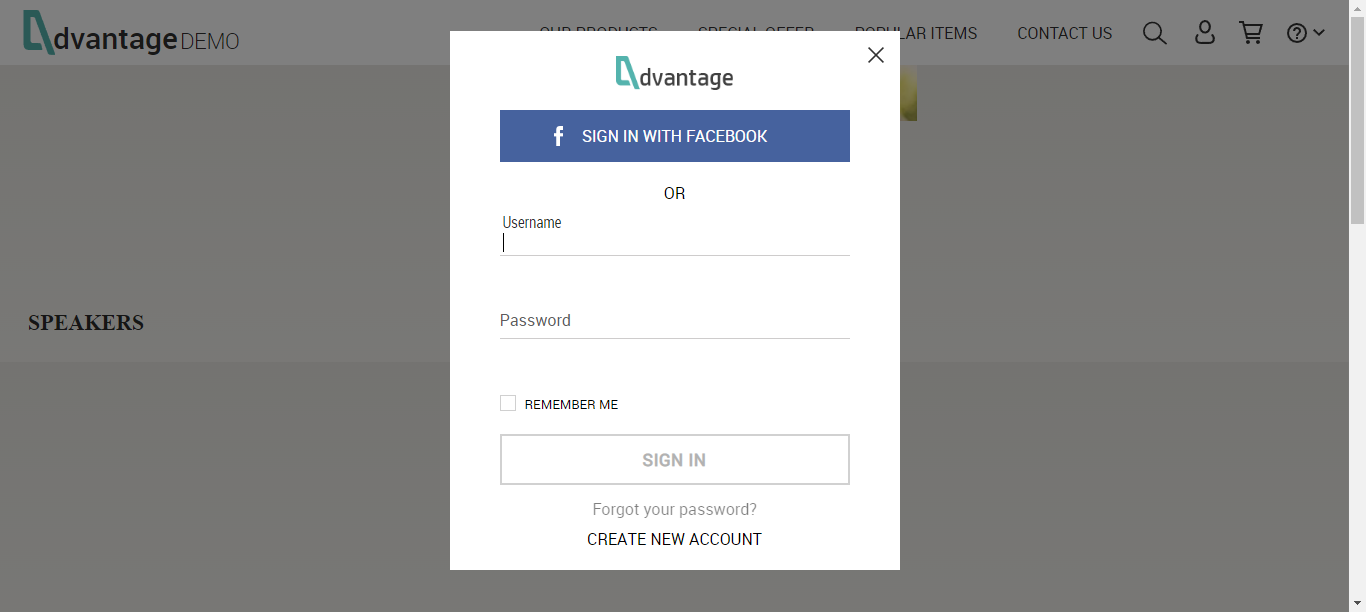 dvantage DEMO
OUR PRODUCTS SPECIAL OFFER POPULAR ITEMS CONTACT US
dvantage
f SIGN IN WITH FACEBOOK
OR
Username
Password
SPEAKERS
REMEMBER ME
SIGN IN
Forgot your password?
CREATE NEW ACCOUNT